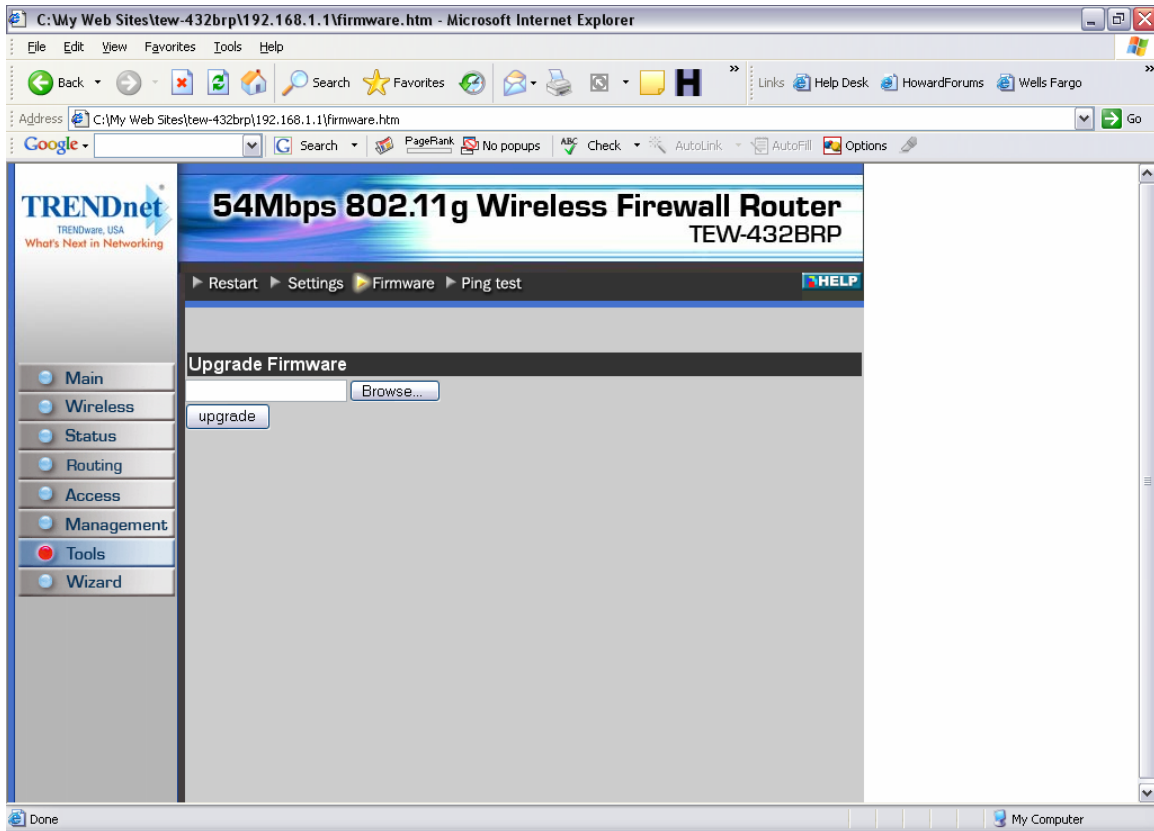 C:\My Web Sites\tew-432brp\192.168.1.1\firmware.htm - Microsoft Internet Explorer
File Edit View Favorites Tools Help
Back Search Favorites H » Links Help Desk HowardForums Wells Fargo »
Address C:\My Web Sites\tew-432brp\192.168.1.1\firmware.htm Go
Google G Search PageRank No popups ABC Check AutoLink AutoFill Options
TRENDnet
TRENDware, USA
What's Next in Networking
54Mbps 802.11g Wireless Firewall Router
TEW-432BRP
Restart Settings Firmware Ping test HELP
Upgrade Firmware
Browse...
upgrade
Main
Wireless
Status
Routing
Access
Management
Tools
Wizard
Done My Computer